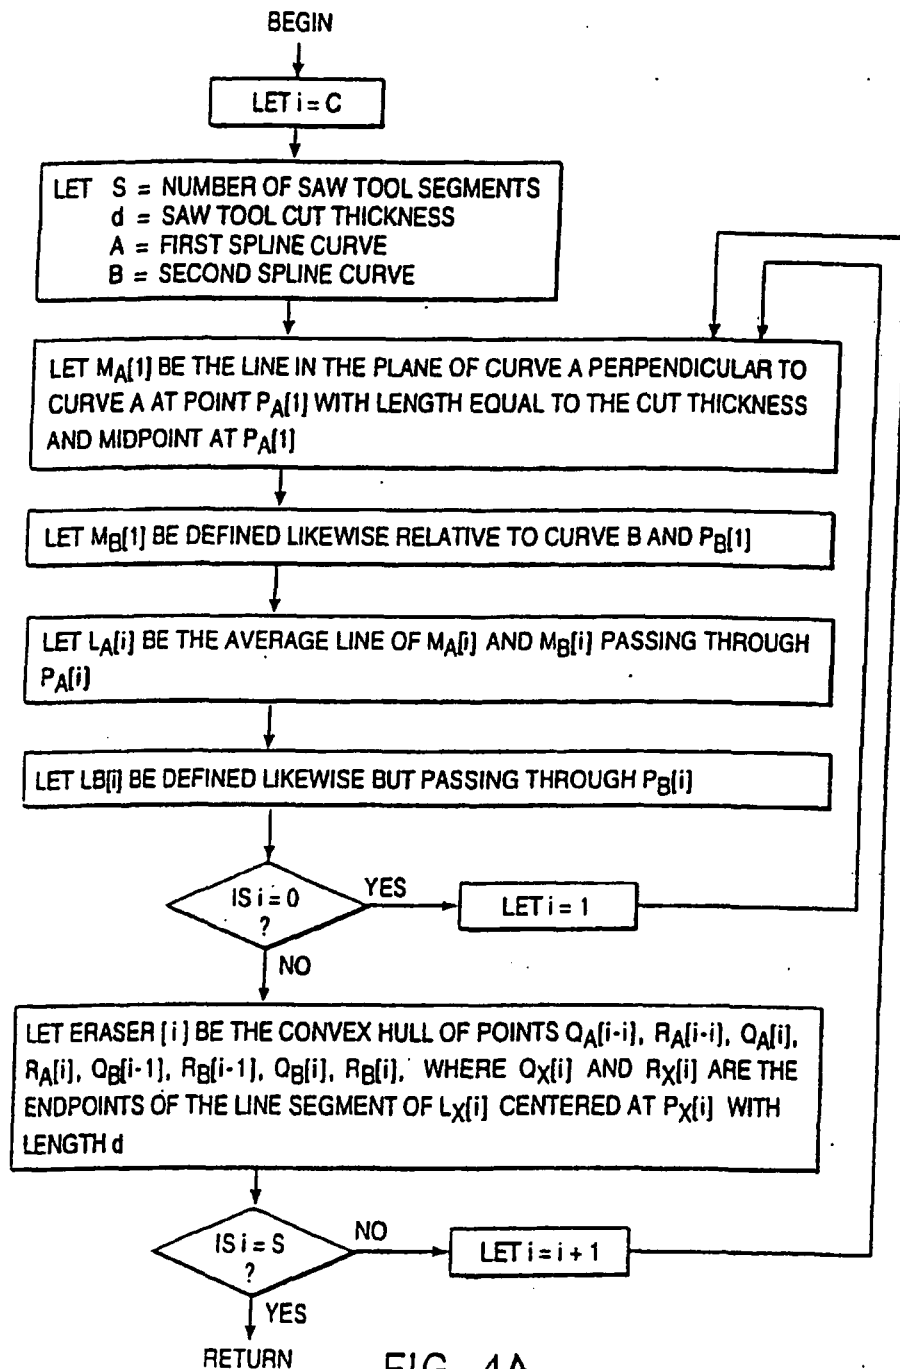 BEGIN
LET i = C
LET S = NUMBER OF SAW TOOL SEGMENTS
d = SAW TOOL CUT THICKNESS
A = FIRST SPLINE CURVE
B = SECOND SPLINE CURVE
LET MA[1] BE THE LINE IN THE PLANE OF CURVE A PERPENDICULAR TO
CURVE A AT POINT PA[1] WITH LENGTH EQUAL TO THE CUT THICKNESS
AND MIDPOINT AT PA[1]
LET MB[1] BE DEFINED LIKEWISE RELATIVE TO CURVE B AND PB[1]
LET LA[i] BE THE AVERAGE LINE OF MA[i] AND MB[i] PASSING THROUGH
PA[i]
LET LB[i] BE DEFINED LIKEWISE BUT PASSING THROUGH PB[i]
IS i = 0
?
YES
LET i = 1
NO
LET ERASER [i] BE THE CONVEX HULL OF POINTS QA[i-i], RA[i-i], QA[i],
RA[i], QB[i-1], RB[i-1], QB[i], RB[i], WHERE QX[i] AND RX[i] ARE THE
ENDPOINTS OF THE LINE SEGMENT OF LX[i] CENTERED AT PX[i] WITH
LENGTH d
IS i = S
?
NO
LET i = i + 1
YES
RETURN
FIG. 4A